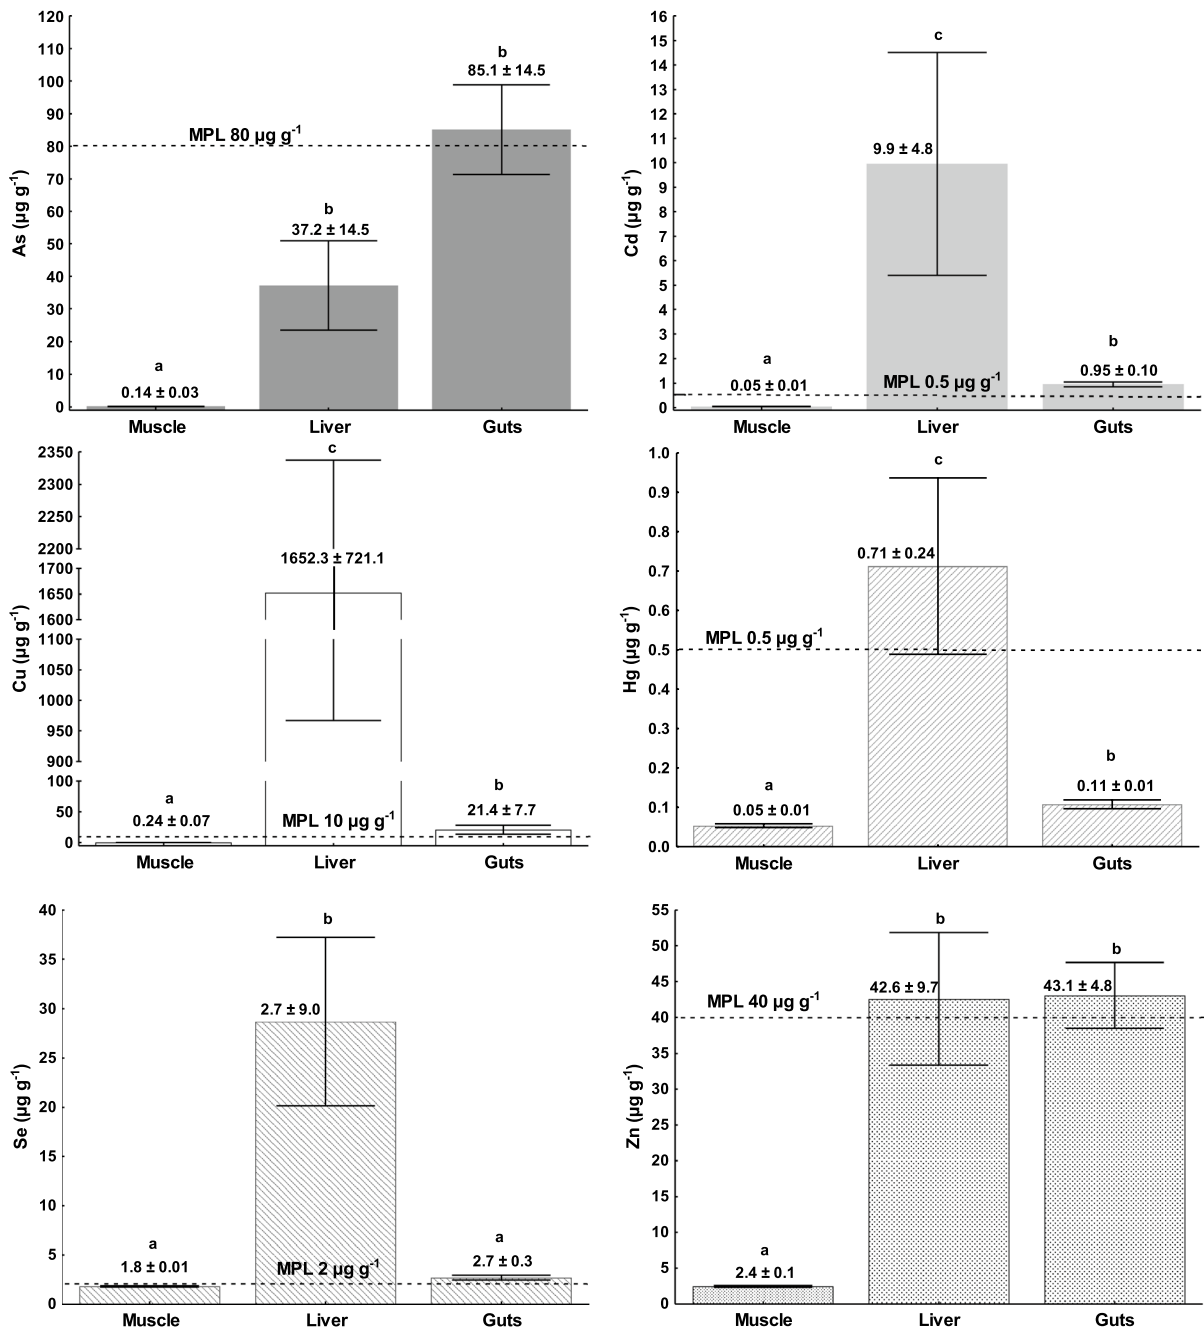 As (µg g-1)
120
110
100
90
80
70
60
50
40
30
20
10
0
MPL 80 µg g-1
a
0.14 ± 0.03
b
37.2 ± 14.5
b
85.1 ± 14.5
Muscle Liver Guts
Cd (µg g-1)
16
15
14
13
12
11
10
9
8
7
6
5
4
3
2
1
0
c
9.9 ± 4.8
a
0.05 ± 0.01
MPL 0.5 µg g-1
b
0.95 ± 0.10
Muscle Liver Guts
Cu (µg g-1)
2350
2300
2250
2200
1700
1650
1600
1100
1050
1000
950
900
100
50
0
c
1652.3 ± 721.1
a
0.24 ± 0.07
MPL 10 µg g-1
b
21.4 ± 7.7
Muscle Liver Guts
Hg (µg g-1)
1.0
0.9
0.8
0.7
0.6
0.5
0.4
0.3
0.2
0.1
0.0
c
0.71 ± 0.24
MPL 0.5 µg g-1
a
0.05 ± 0.01
b
0.11 ± 0.01
Muscle Liver Guts
Se (µg g-1)
40
35
30
25
20
15
10
5
0
b
2.7 ± 9.0
a
1.8 ± 0.01
MPL 2 µg g-1
a
2.7 ± 0.3
Muscle Liver Guts
Zn (µg g-1)
55
50
45
40
35
30
25
20
15
10
5
0
b
42.6 ± 9.7
b
43.1 ± 4.8
MPL 40 µg g-1
a
2.4 ± 0.1
Muscle Liver Guts